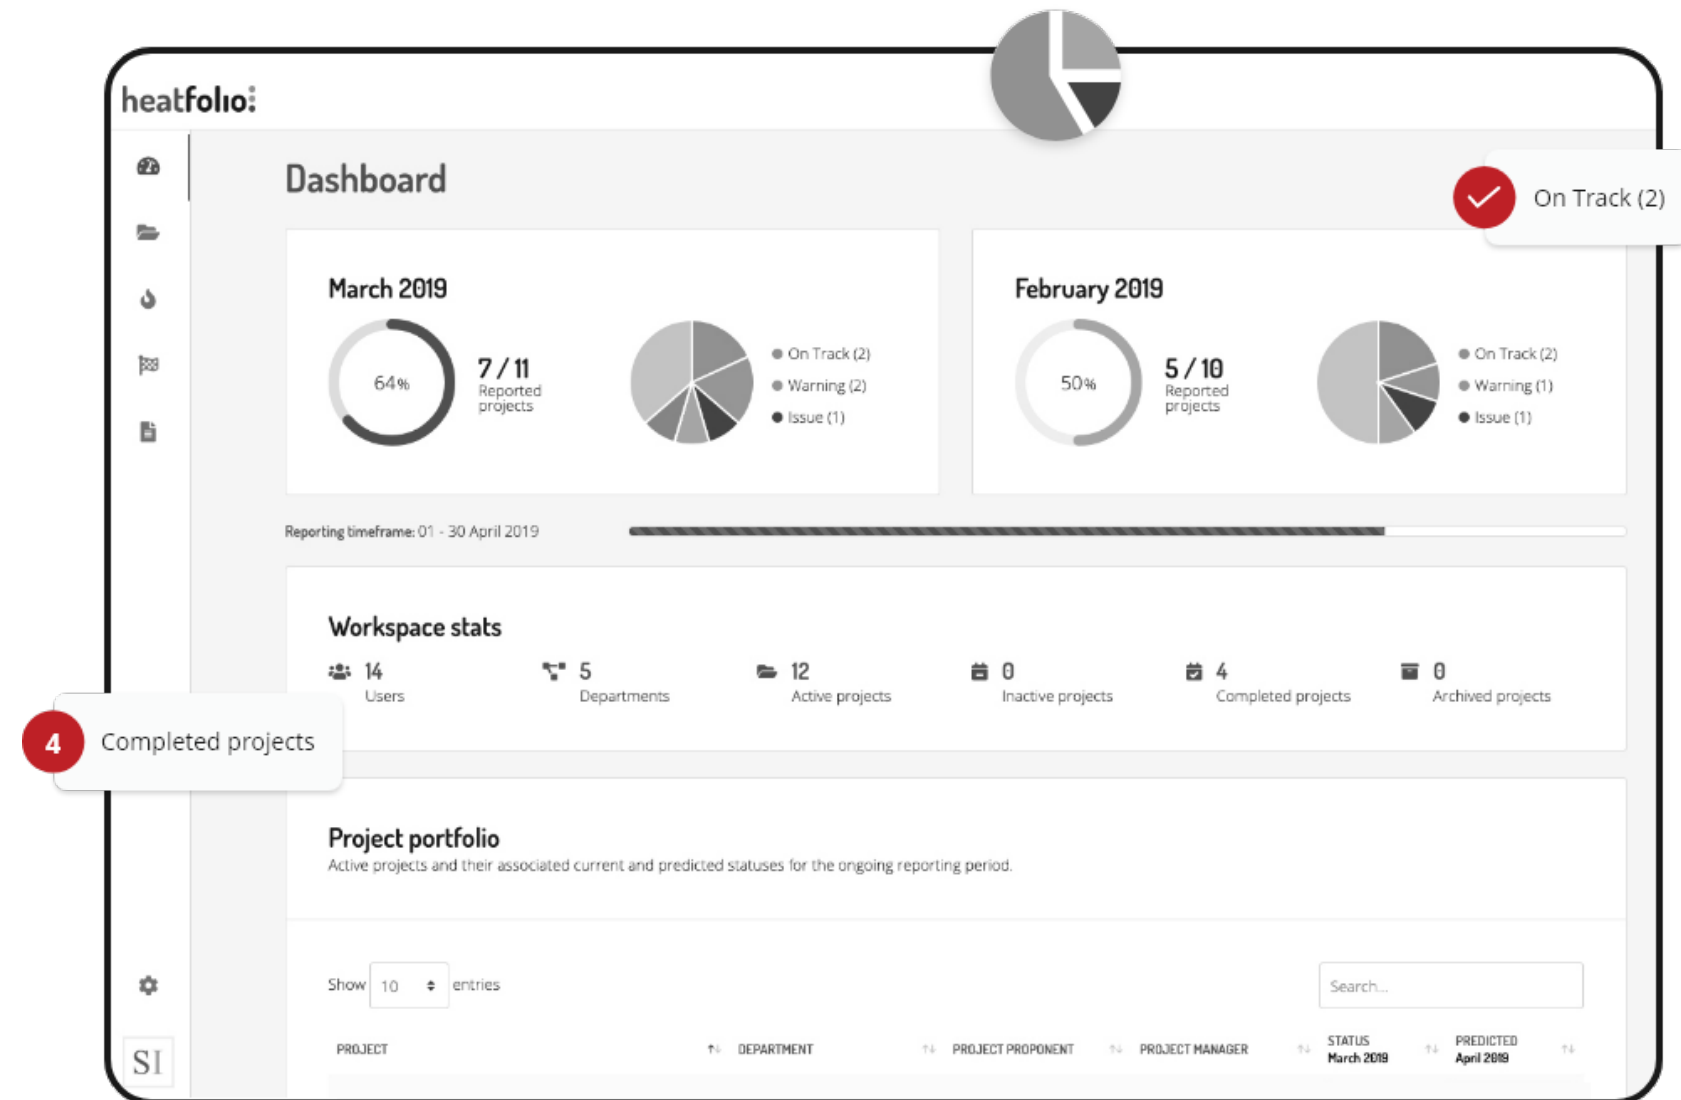 heatfolio
Dashboard
On Track (2)
March 2019
64%
7 / 11
Reported
projects
On Track (2)
Warning (2)
Issue (1)
February 2019
50%
5 / 10
Reported
projects
On Track (2)
Warning (1)
Issue (1)
Reporting timeframe: 01 - 30 April 2019
Workspace stats
14
Users
5
Departments
12
Active projects
0
Inactive projects
4
Completed projects
0
Archived projects
4 Completed projects
Project portfolio
Active projects and their associated current and predicted statuses for the ongoing reporting period.
Show 10 entries
Search...
PROJECT
DEPARTMENT
PROJECT PROPONENT
PROJECT MANAGER
STATUS
March 2019
PREDICTED
April 2019
SI